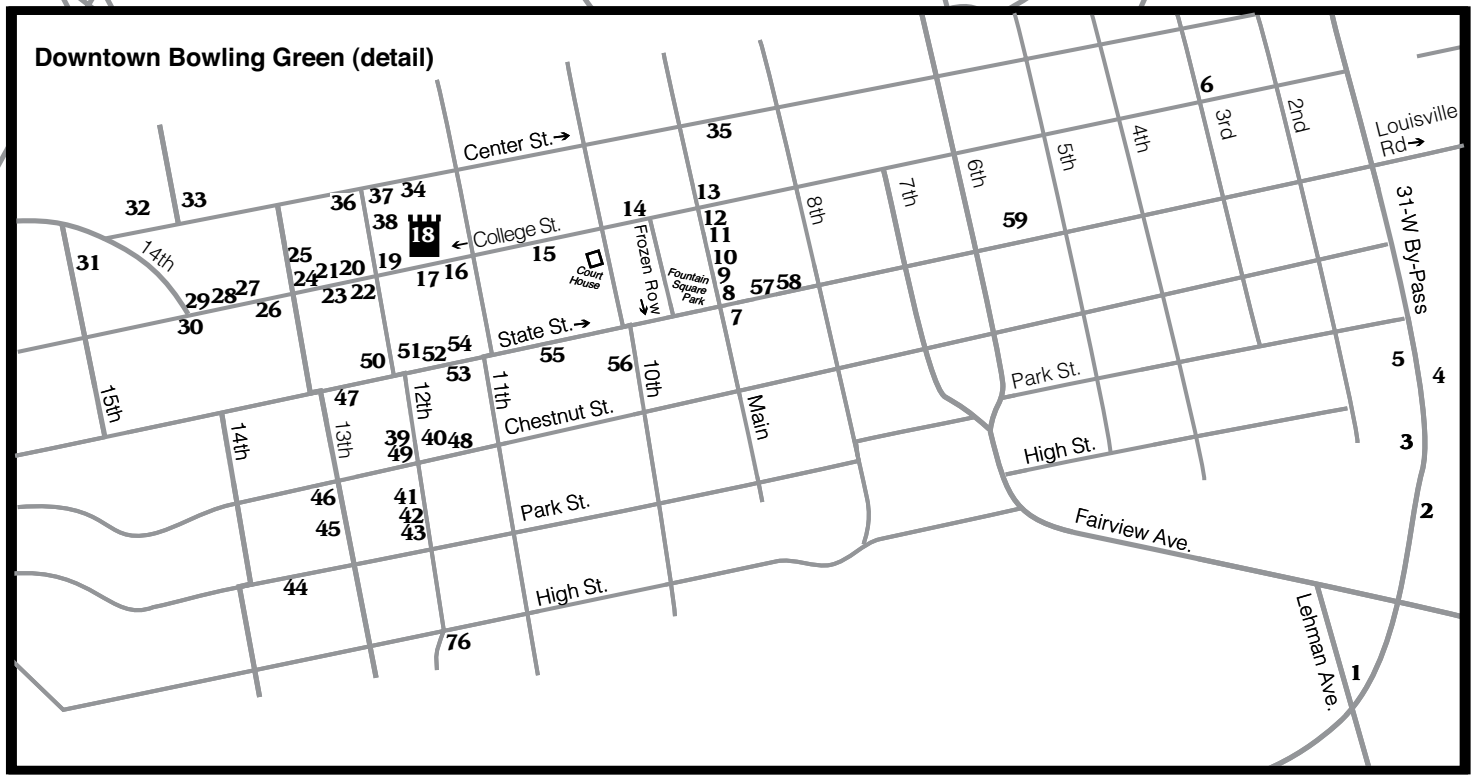 Downtown Bowling Green (detail)
6
35
Center St.→
4th
3rd
2nd
Louisville
Rd→
5th
6th
7th
8th
32
33
36
37
34
38
18
← College St.
14
13
12
11
10
9
8
59
31-W By-Pass
31
14th
25
24
21
20
19
17
16
15
Court
House
Frozen Row
→
Fountain
Square
Park
57
58
29
28
27
26
30
23
22
7
State St.→
50
51
52
54
53
55
56
10th
5
4
15th
47
12th
11th
Chestnut St.
Main
Park St.
14th
13th
39
49
40
48
3
High St.
46
45
41
42
43
Park St.
2
Fairview Ave.
44
High St.
76
Lehman Ave.
1